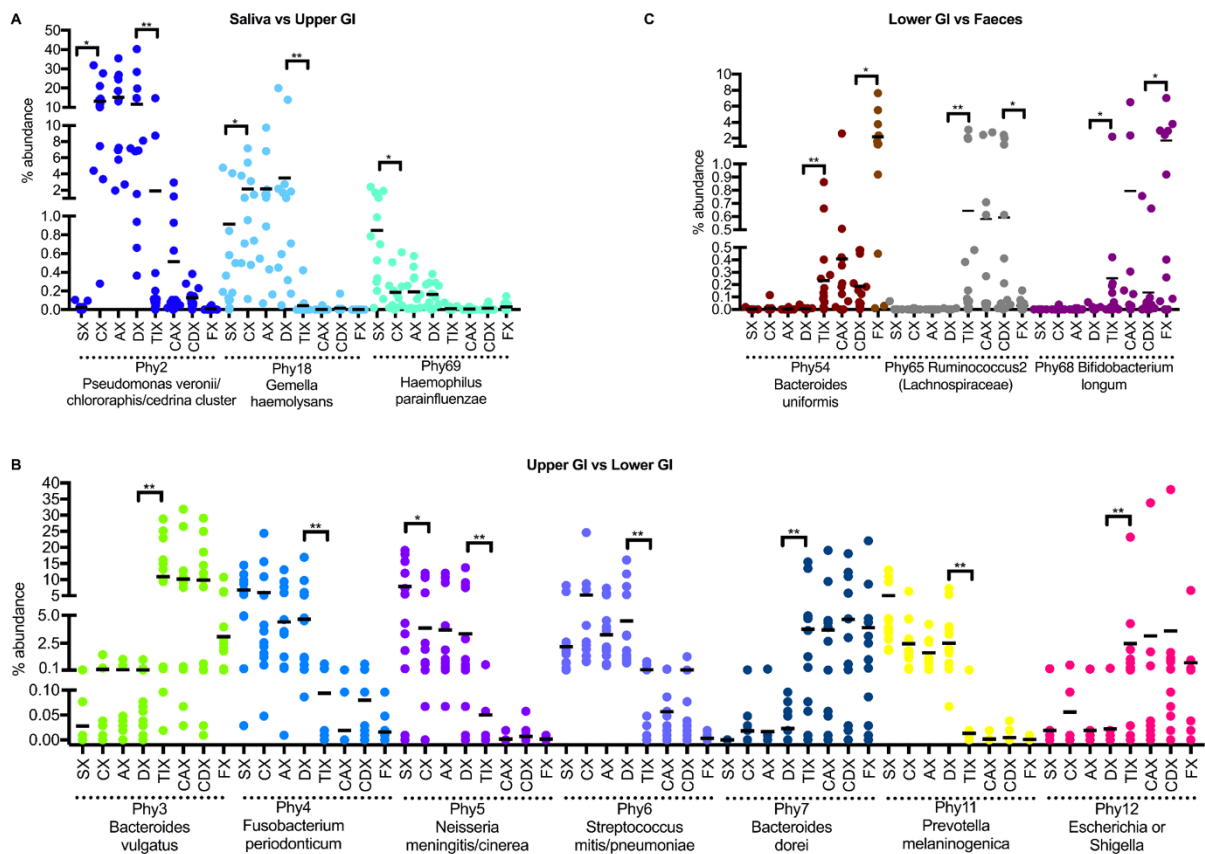 A
Saliva vs Upper GI
% abundance
50
40
30
20
10
8
6
4
2
1.0
0.8
0.6
0.4
0.2
0.0
*
**
*
**
*
SX CX AX DX TIX CAX CDX FX SX CX AX DX TIX CAX CDX FX SX CX AX DX TIX CAX CDX FX
Phy2
Pseudomonas veronii/
chlororaphis/cedrina cluster
Phy18
Gemella
haemolysans
Phy69
Haemophilus
parainfluenzae
C
Lower GI vs Faeces
% abundance
10
8
6
4
2
1.0
0.9
0.8
0.7
0.6
0.5
0.4
0.3
0.2
0.1
0.0
**
*
**
*
*
*
SX CX AX DX TIX CAX CDX FX SX CX AX DX TIX CAX CDX FX SX CX AX DX TIX CAX CDX FX
Phy54
Bacteroides
uniformis
Phy65 Ruminococcus2
(Lachnospiraceae)
Phy68 Bifidobacterium
longum
B
Upper GI vs Lower GI
% abundance
40
35
30
25
20
15
10
5
5.0
2.5
0.1
0.10
0.05
0.00
**
**
*
**
**
**
**
**
SX CX AX DX TIX CAX CDX FX SX CX AX DX TIX CAX CDX FX SX CX AX DX TIX CAX CDX FX SX CX AX DX TIX CAX CDX FX SX CX AX DX TIX CAX CDX FX SX CX AX DX TIX CAX CDX FX SX CX AX DX TIX CAX CDX FX
Phy3
Bacteroides
vulgatus
Phy4
Fusobacterium
periodonticum
Phy5
Neisseria
meningitis/cinerea
Phy6
Streptococcus
mitis/pneumoniae
Phy7
Bacteroides
dorei
Phy11
Prevotella
melaninogenica
Phy12
Escherichia or
Shigella